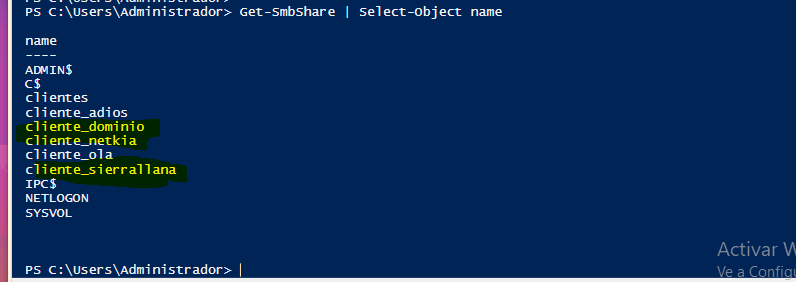 PS C:\Users\Administrador> Get-SmbShare | Select-Object name
name
----
ADMIN$
C$
clientes
cliente_adios
cliente_dominio
cliente_netkia
cliente_ola
cliente_sierrallana
IPC$
NETLOGON
SYSVOL
PS C:\Users\Administrador>
Activar W
Ve a Configu